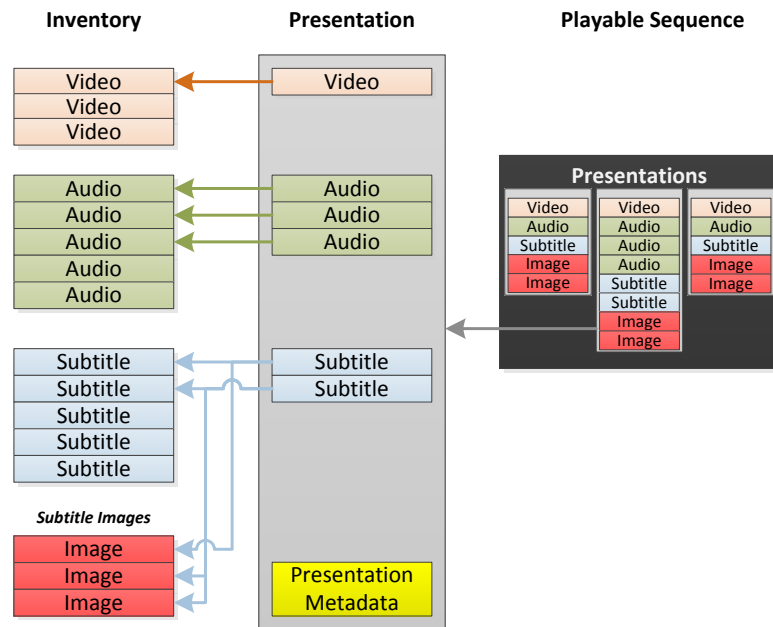 Inventory
Presentation
Playable Sequence
Video
Video
Video
Audio
Audio
Audio
Audio
Audio
Subtitle
Subtitle
Subtitle
Subtitle
Subtitle
Subtitle Images
Image
Image
Image
Video
Audio
Audio
Audio
Subtitle
Subtitle
Presentation
Metadata
Presentations
Video
Audio
Subtitle
Image
Image
Video
Audio
Audio
Audio
Subtitle
Subtitle
Image
Image
Video
Audio
Subtitle
Image
Image